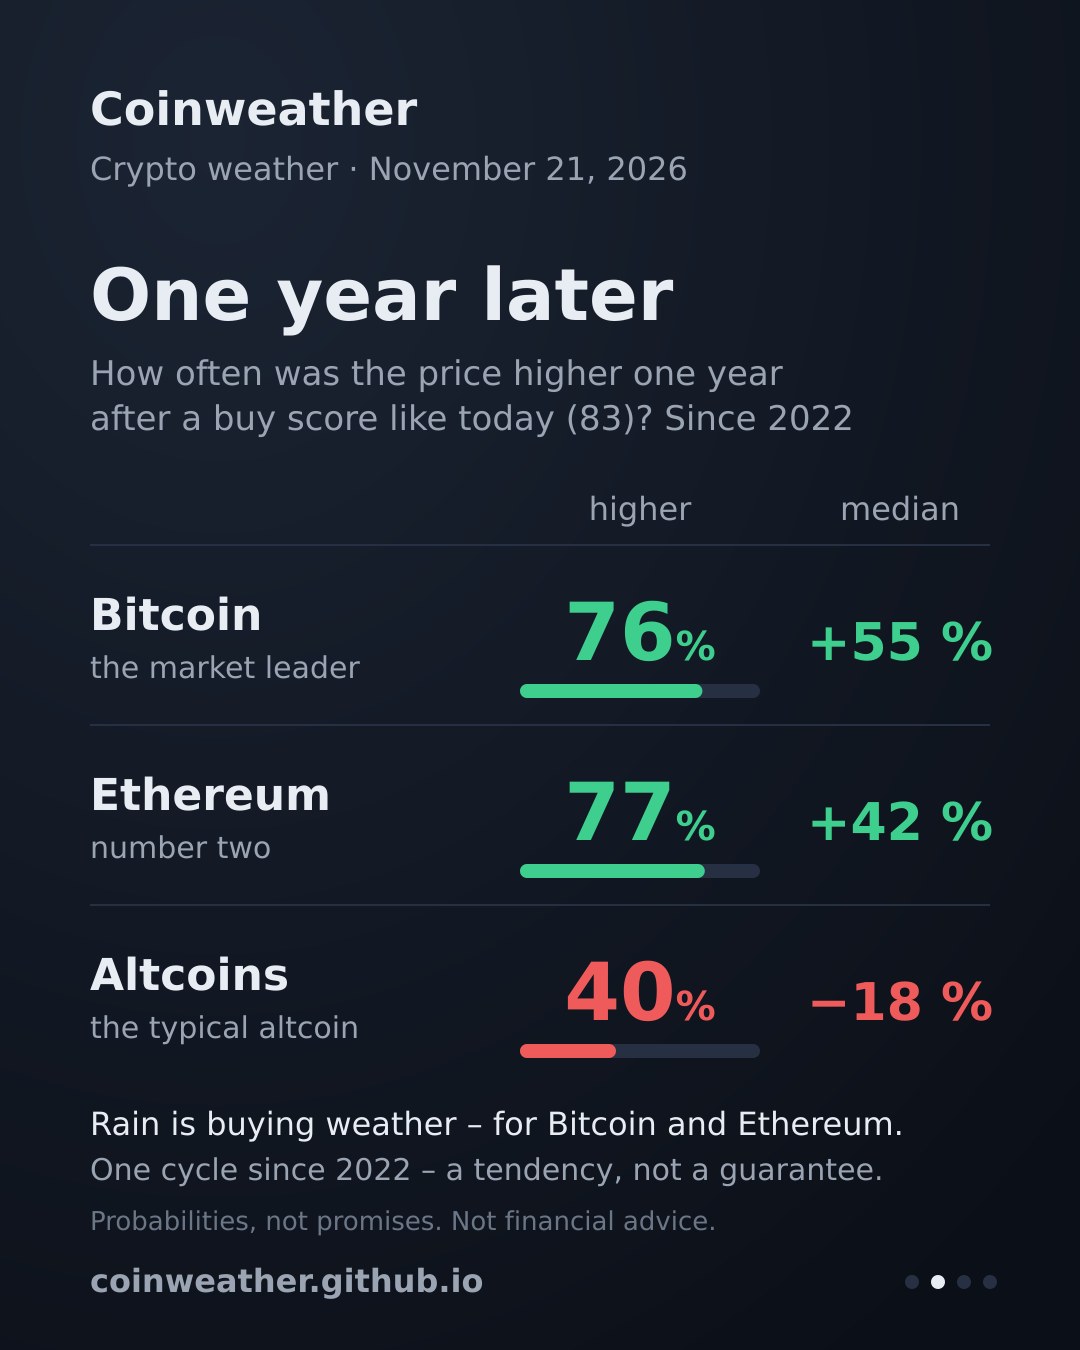 Coinweather
Crypto weather · November 21, 2026
One year later
How often was the price higher one year
after a buy score like today (83)? Since 2022
higher median
Bitcoin
the market leader
76% +55 %
Ethereum
number two
77% +42 %
Altcoins
the typical altcoin
40% −18 %
Rain is buying weather – for Bitcoin and Ethereum.
One cycle since 2022 – a tendency, not a guarantee.
Probabilities, not promises. Not financial advice.
coinweather.github.io